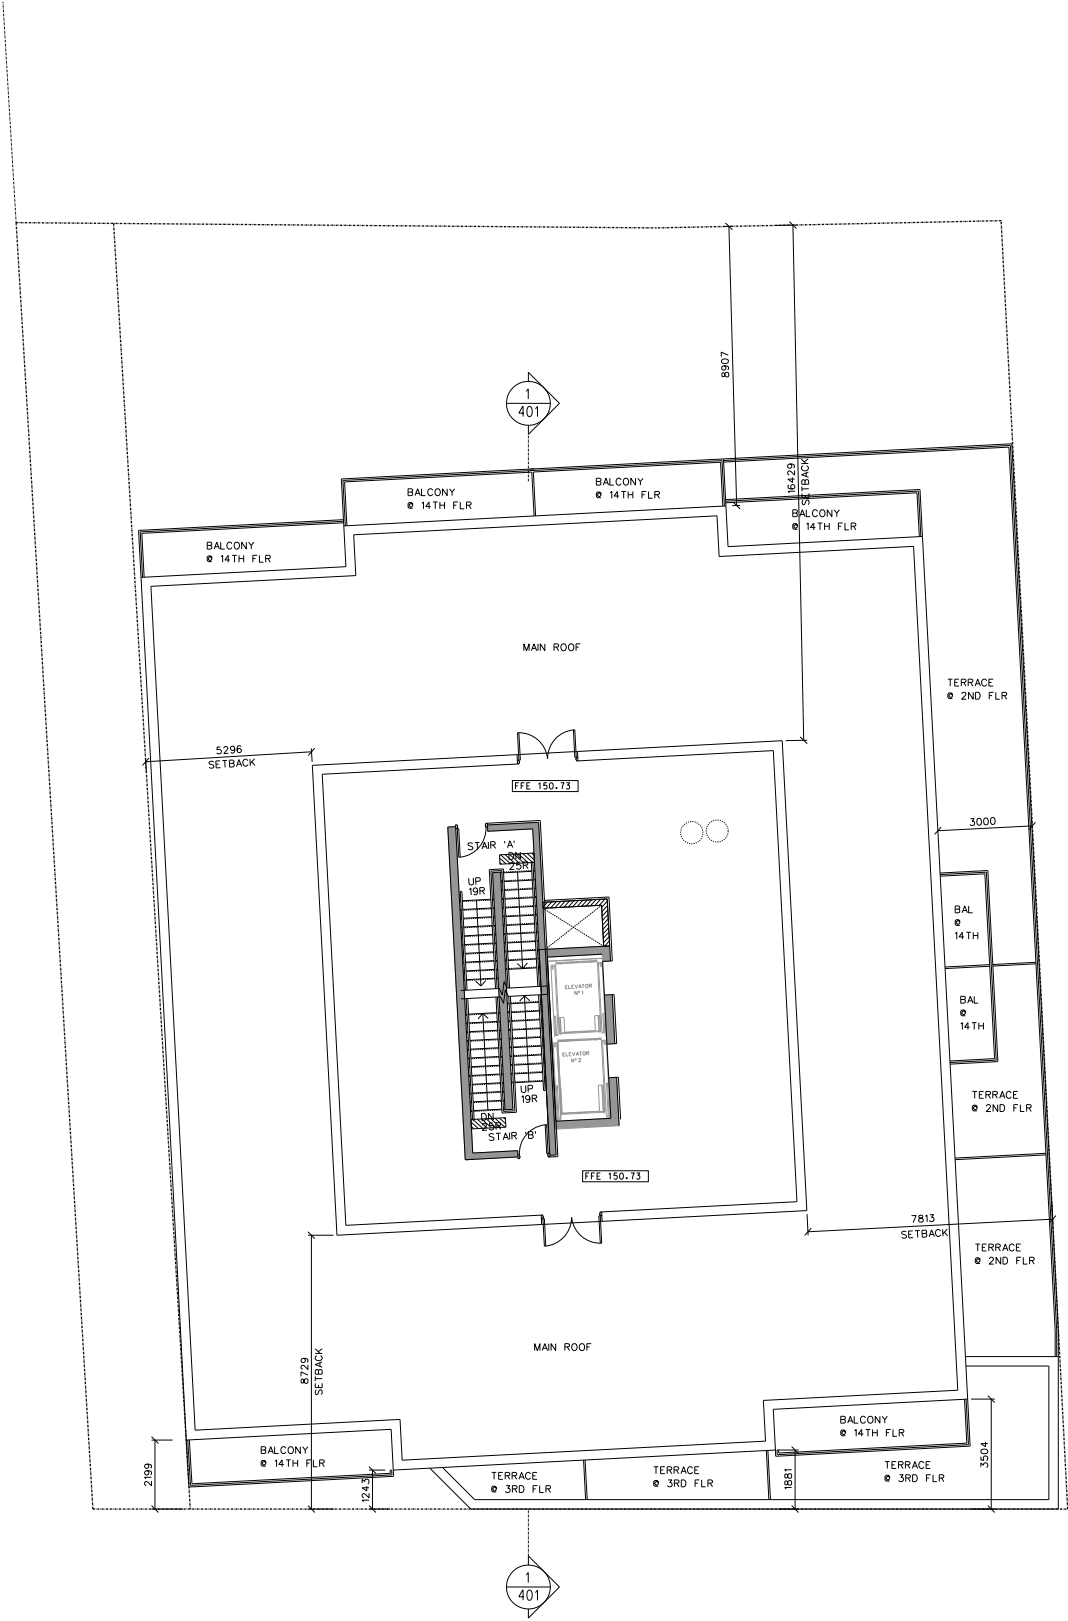 8907
1
401
16429
SETBACK
BALCONY
@ 14TH FLR
BALCONY
@ 14TH FLR
BALCONY
@ 14TH FLR
BALCONY
@ 14TH FLR
MAIN ROOF
TERRACE
@ 2ND FLR
5296
SETBACK
FFE 150.73
3000
STAIR 'A'
DN
25R
UP
19R
BAL
@
14TH
ELEVATOR
Nº1
BAL
@
14TH
ELEVATOR
Nº2
UP
19R
TERRACE
@ 2ND FLR
DN
25R
STAIR 'B'
FFE 150.73
7813
SETBACK
TERRACE
@ 2ND FLR
MAIN ROOF
8729
SETBACK
BALCONY
@ 14TH FLR
BALCONY
@ 14TH FLR
3504
2199
1243
TERRACE
@ 3RD FLR
TERRACE
@ 3RD FLR
1881
TERRACE
@ 3RD FLR
1
401